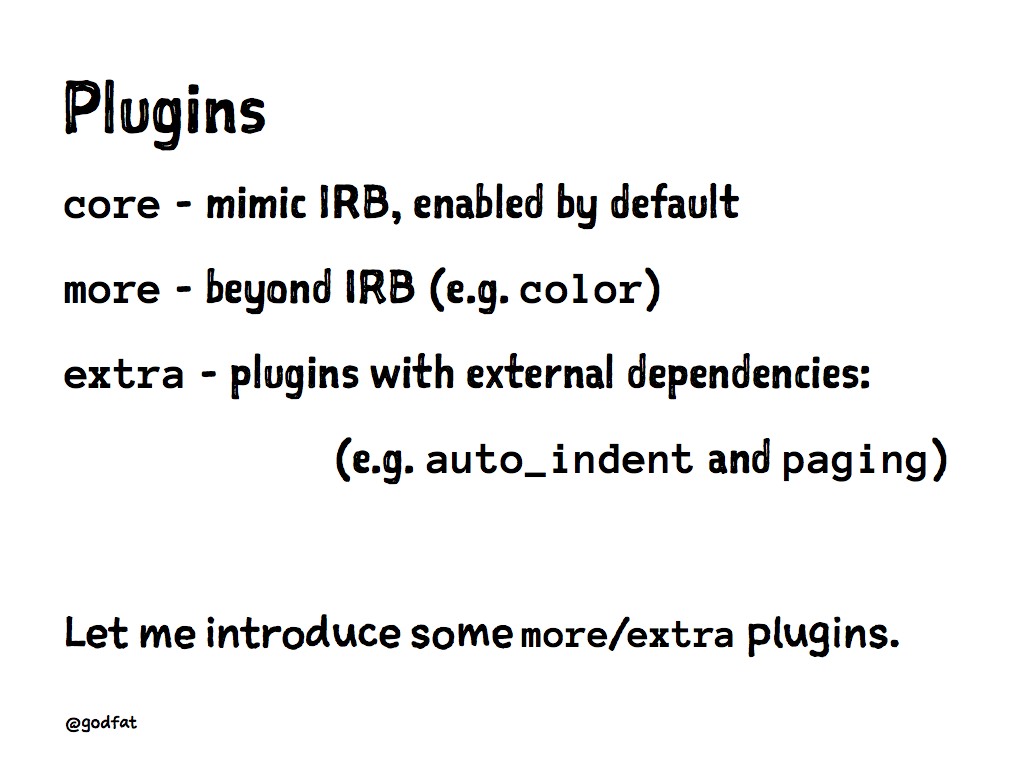 Plugins
core - mimic IRB, enabled by default
more - beyond IRB (e.g. color)
extra - plugins with external dependencies:
(e.g. auto_indent and paging)
Let me introduce some more/extra plugins.
@godfat